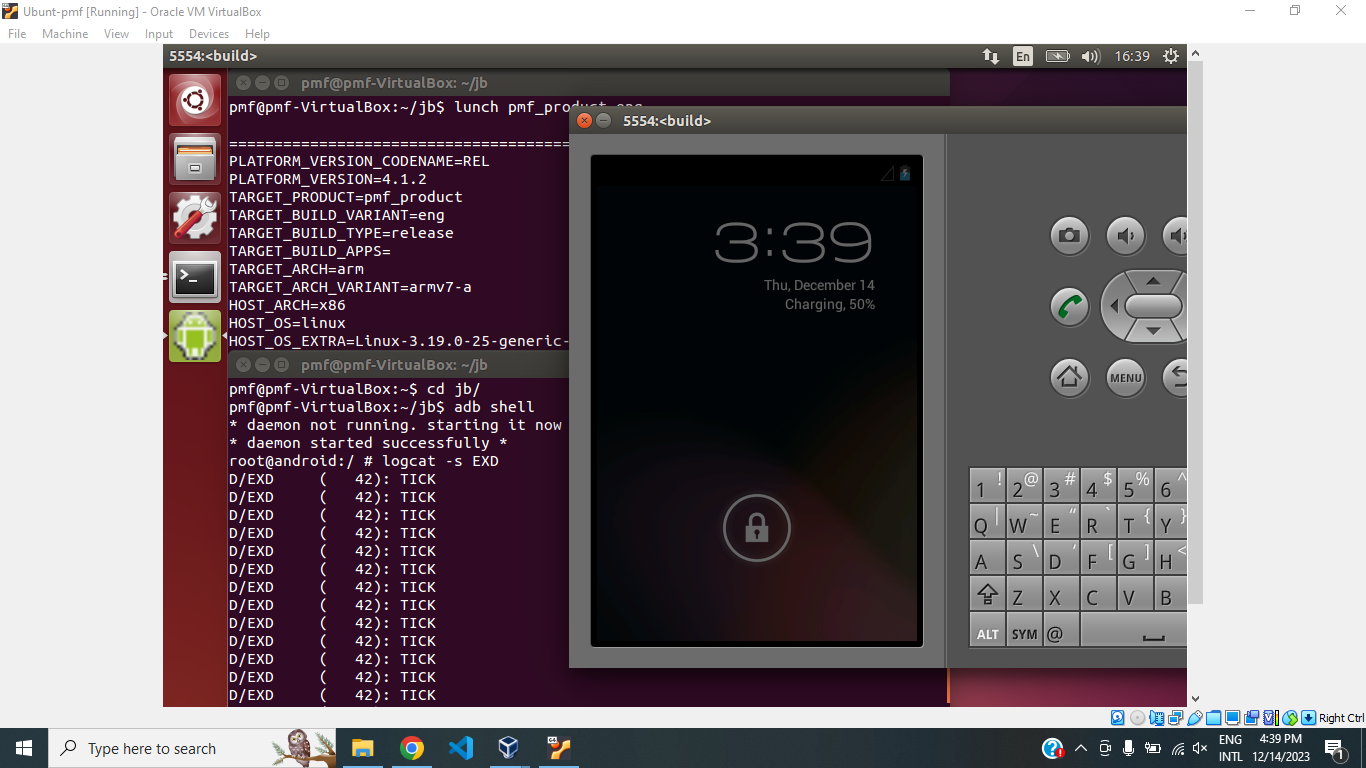 Ubunt-pmf [Running] - Oracle VM VirtualBox
File Machine View Input Devices Help
5554:<build>
En
16:39
pmf@pmf-VirtualBox: ~/jb
pmf@pmf-VirtualBox:~/jb$ lunch pmf_product-eng
============================================
PLATFORM_VERSION_CODENAME=REL
PLATFORM_VERSION=4.1.2
TARGET_PRODUCT=pmf_product
TARGET_BUILD_VARIANT=eng
TARGET_BUILD_TYPE=release
TARGET_BUILD_APPS=
TARGET_ARCH=arm
TARGET_ARCH_VARIANT=armv7-a
HOST_ARCH=x86
HOST_OS=linux
HOST_OS_EXTRA=Linux-3.19.0-25-generic-
pmf@pmf-VirtualBox: ~/jb
pmf@pmf-VirtualBox:~$ cd jb/
pmf@pmf-VirtualBox:~/jb$ adb shell
* daemon not running. starting it now
* daemon started successfully *
root@android:/ # logcat -s EXD
D/EXD ( 42): TICK
D/EXD ( 42): TICK
D/EXD ( 42): TICK
D/EXD ( 42): TICK
D/EXD ( 42): TICK
D/EXD ( 42): TICK
D/EXD ( 42): TICK
D/EXD ( 42): TICK
D/EXD ( 42): TICK
D/EXD ( 42): TICK
D/EXD ( 42): TICK
D/EXD ( 42): TICK
D/EXD ( 42): TICK
5554:<build>
3:39
Thu, December 14
Charging, 50%
MENU
1 ! 2 @ 3 # 4 $ 5 % 6 ^
Q | W ~ E “ R ` T { Y }
A S \ D ‘ F [ G ] H <
Z X C V B
ALT SYM @
Right Ctrl
Type here to search
ENG
INTL
4:39 PM
12/14/2023
1